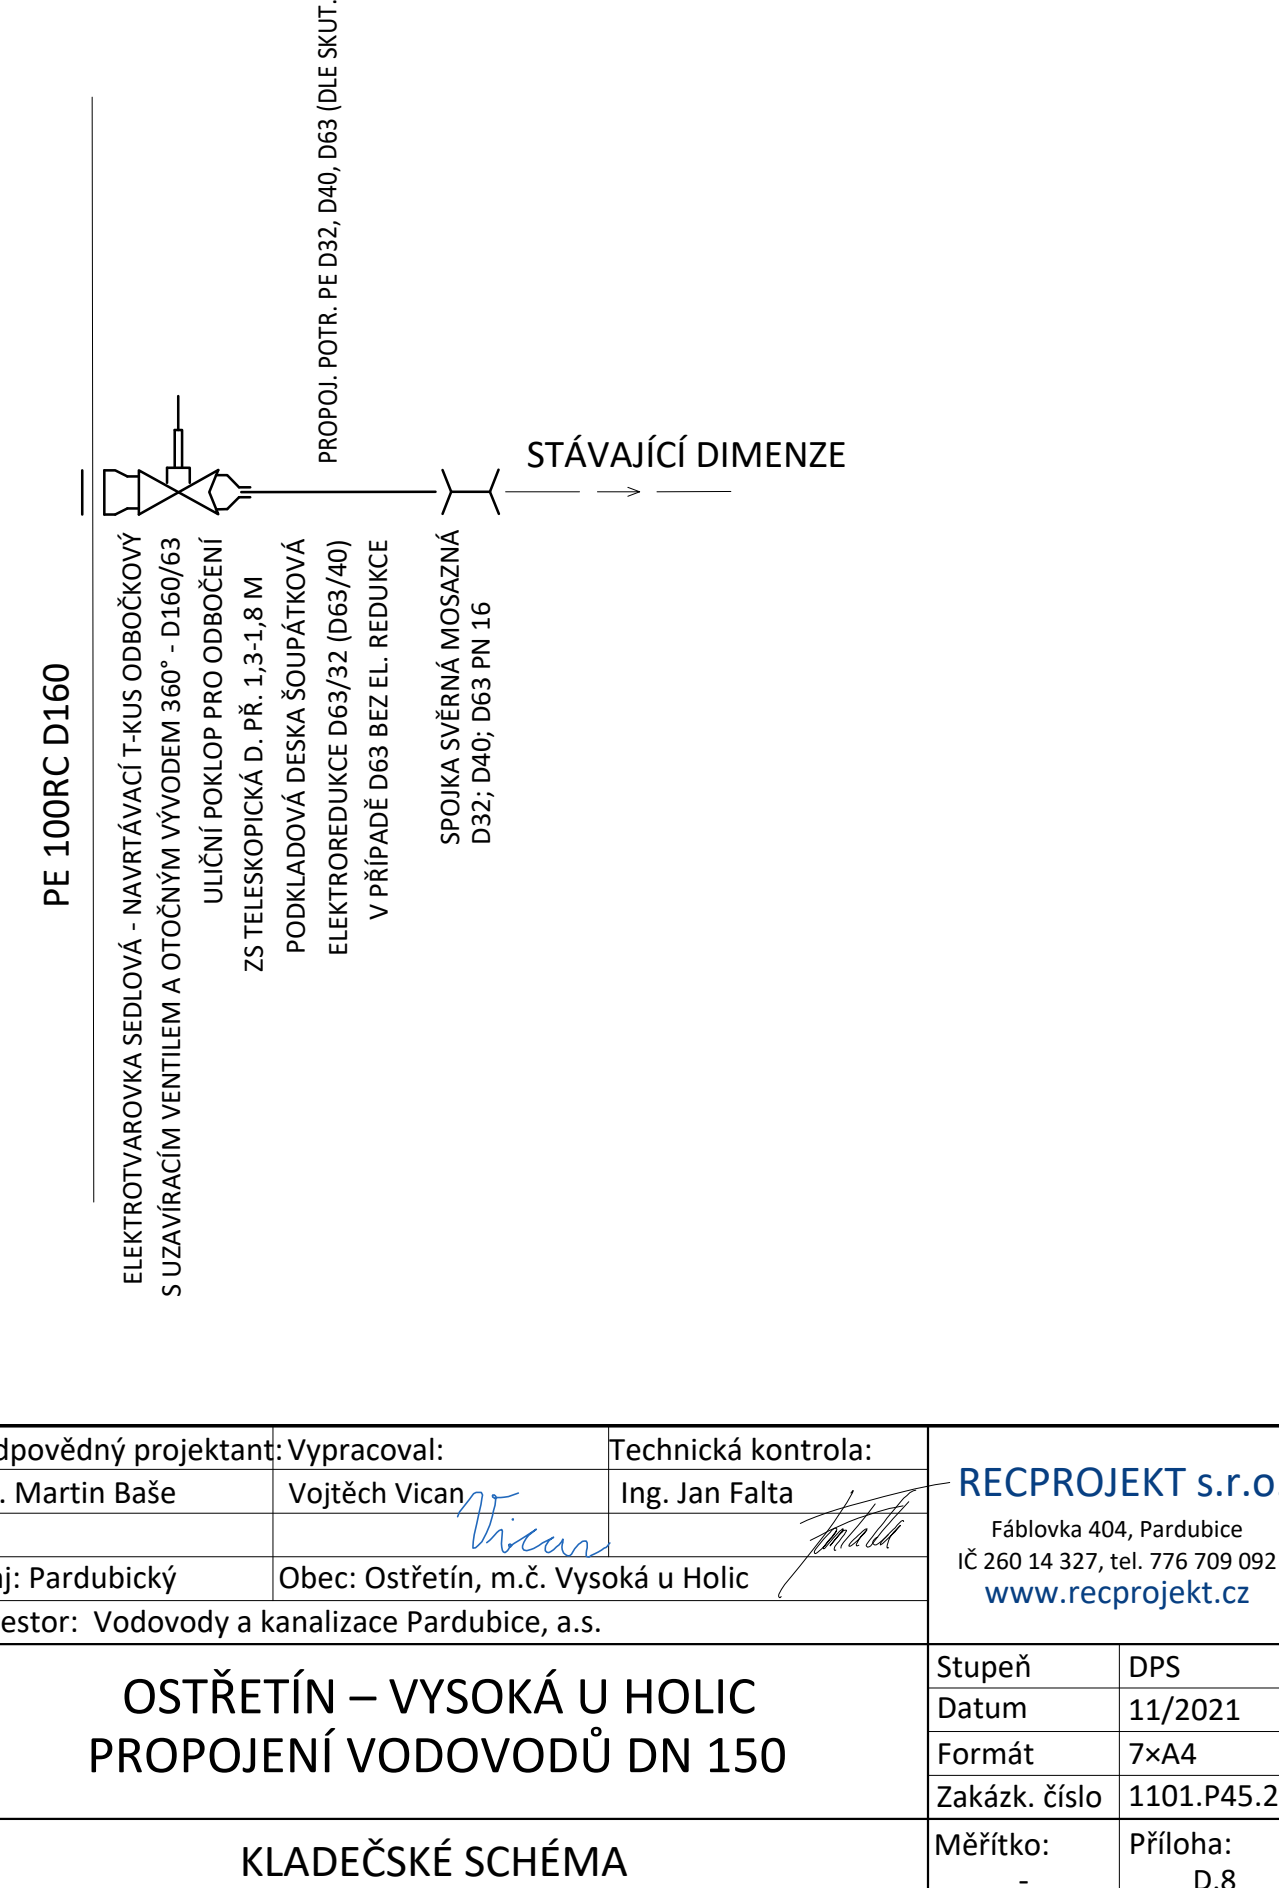 PROPOJ. POTR. PE D32, D40, D63 (DLE SKUT.
STÁVAJÍCÍ DIMENZE
PE 100RC D160
ELEKTROTVAROVKA SEDLOVÁ - NAVRTÁVACÍ T-KUS ODBOČKOVÝ
S UZAVÍRACÍM VENTILEM A OTOČNÝM VÝVODEM 360° - D160/63
ULIČNÍ POKLOP PRO ODBOČENÍ
ZS TELESKOPICKÁ D. PŘ. 1,3-1,8 M
PODKLADOVÁ DESKA ŠOUPÁTKOVÁ
ELEKTROREDUKCE D63/32 (D63/40)
V PŘÍPADĚ D63 BEZ EL. REDUKCE
SPOJKA SVĚRNÁ MOSAZNÁ
D32; D40; D63 PN 16
dpovědný projektant: Vypracoval: Technická kontrola:
. Martin Baše Vojtěch Vican Ing. Jan Falta
Vican
j: Pardubický Obec: Ostřetín, m.č. Vysoká u Holic
estor: Vodovody a kanalizace Pardubice, a.s.
RECPROJEKT s.r.o.
Fáblovka 404, Pardubice
IČ 260 14 327, tel. 776 709 092
www.recprojekt.cz
OSTŘETÍN – VYSOKÁ U HOLIC
PROPOJENÍ VODOVODŮ DN 150
Stupeň DPS
Datum 11/2021
Formát 7×A4
Zakázk. číslo 1101.P45.2
KLADEČSKÉ SCHÉMA
Měřítko: Příloha:
- D.8